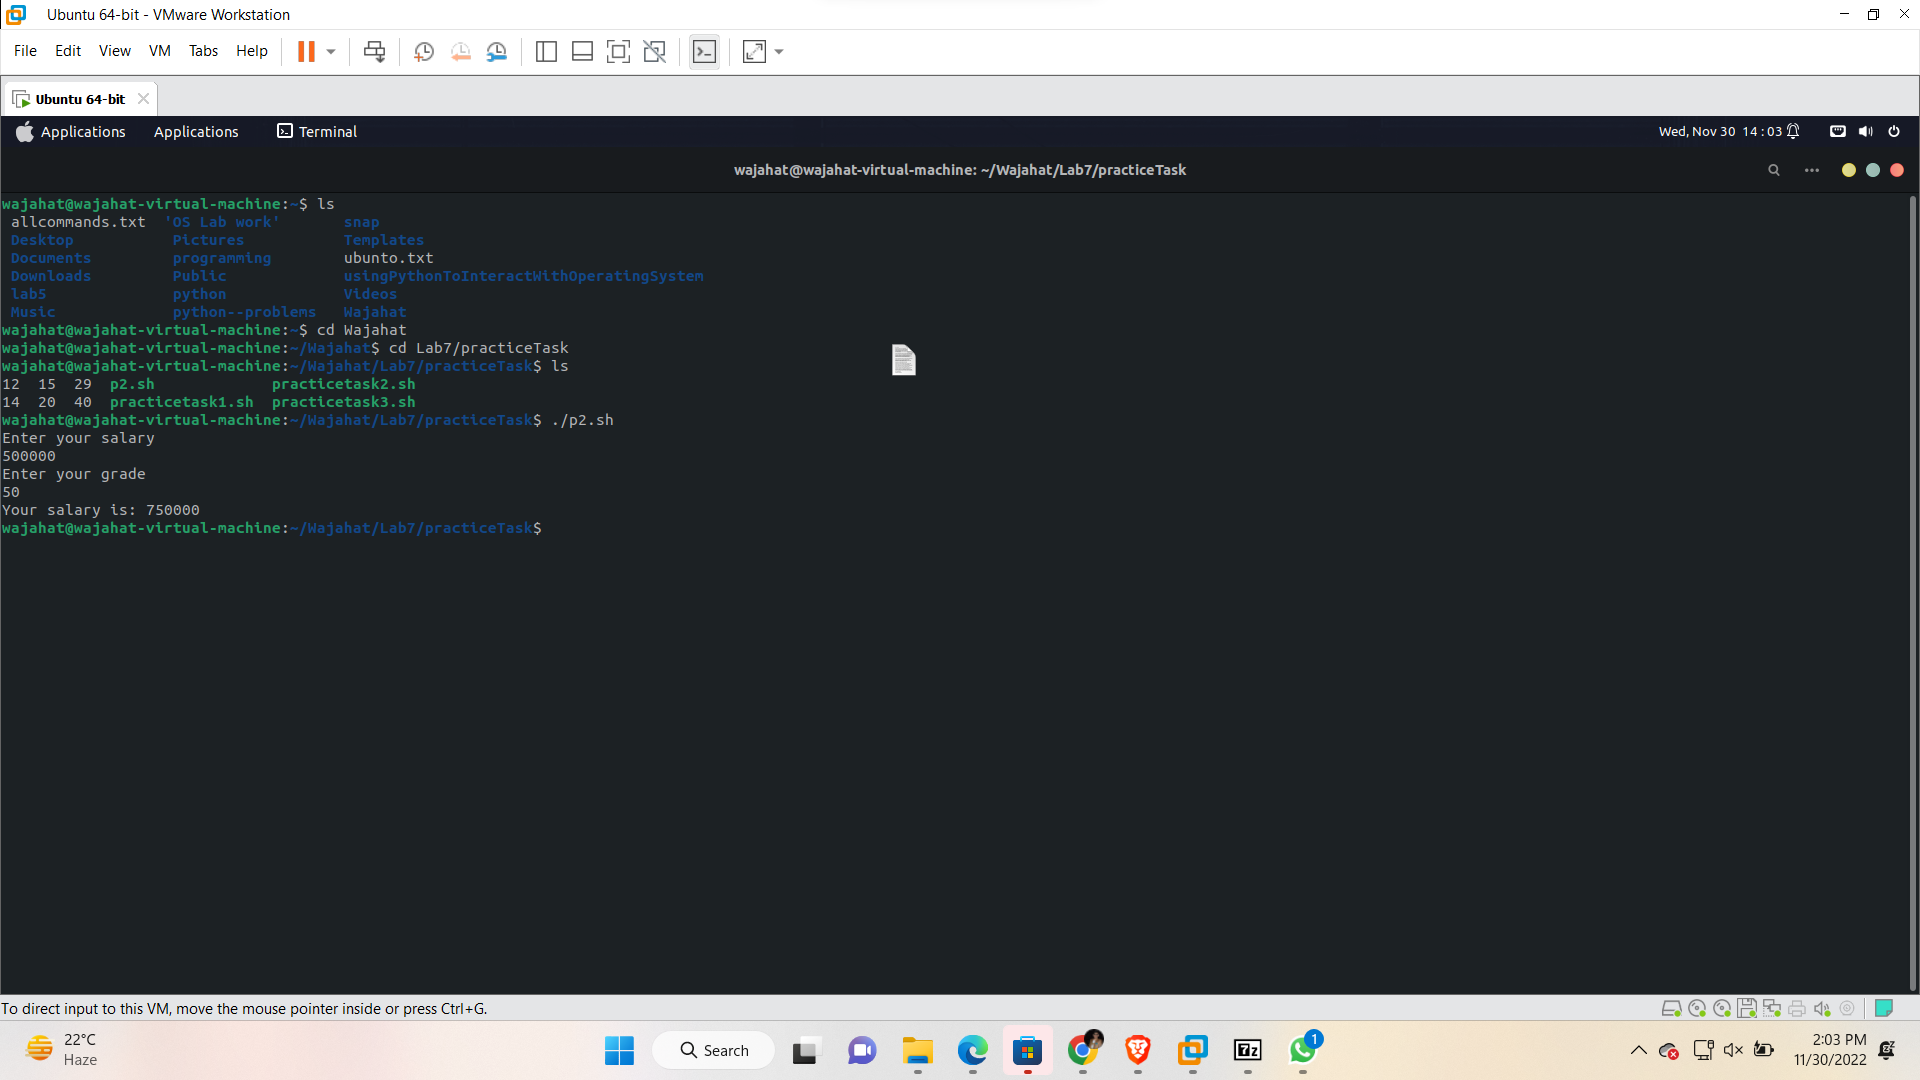 Ubuntu 64-bit - VMware Workstation
File Edit View VM Tabs Help
Ubuntu 64-bit
Applications Applications Terminal Wed, Nov 30 14:03
wajahat@wajahat-virtual-machine: ~/Wajahat/Lab7/practiceTask
wajahat@wajahat-virtual-machine:~$ ls
allcommands.txt 'OS Lab work' snap
Desktop Pictures Templates
Documents programming ubunto.txt
Downloads Public usingPythonToInteractWithOperatingSystem
lab5 python Videos
Music python--problems Wajahat
wajahat@wajahat-virtual-machine:~$ cd Wajahat
wajahat@wajahat-virtual-machine:~/Wajahat$ cd Lab7/practiceTask
wajahat@wajahat-virtual-machine:~/Wajahat/Lab7/practiceTask$ ls
12 15 29 p2.sh practicetask2.sh
14 20 40 practicetask1.sh practicetask3.sh
wajahat@wajahat-virtual-machine:~/Wajahat/Lab7/practiceTask$ ./p2.sh
Enter your salary
500000
Enter your grade
50
Your salary is: 750000
wajahat@wajahat-virtual-machine:~/Wajahat/Lab7/practiceTask$
To direct input to this VM, move the mouse pointer inside or press Ctrl+G.
22°C
Haze
Search
7z
1
2:03 PM
11/30/2022